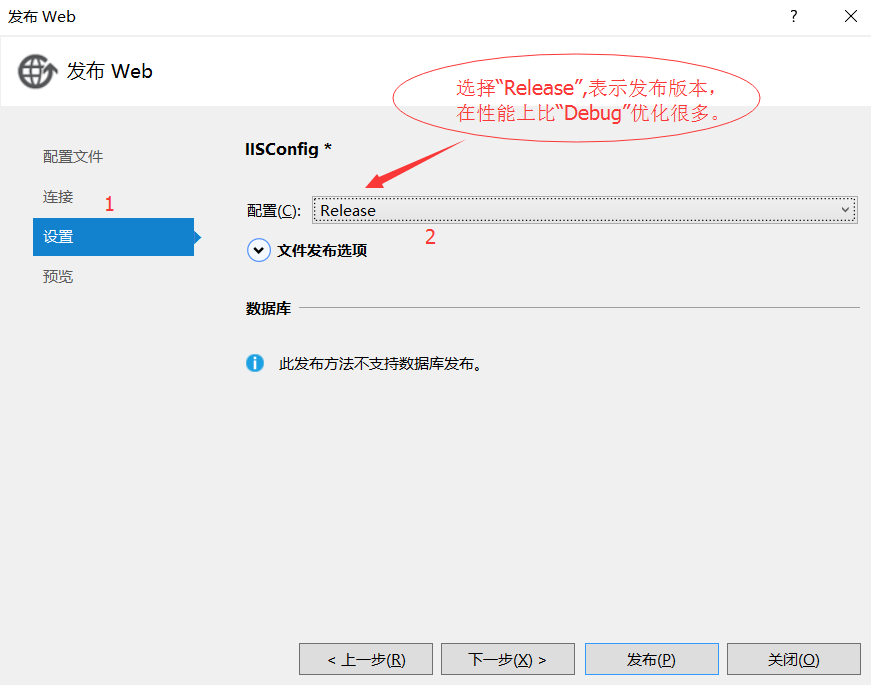 发布 Web
?
发布 Web
选择“Release”,表示发布版本，
在性能上比“Debug”优化很多。
配置文件
IISConfig *
连接
1
配置(C):
Release
设置
2
文件发布选项
预览
数据库
此发布方法不支持数据库发布。
< 上一步(R)
下一步(X) >
发布(P)
关闭(O)